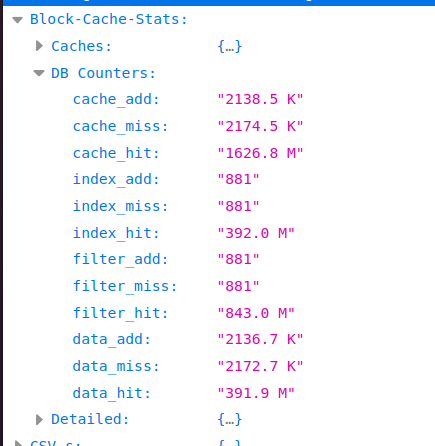 Block-Cache-Stats:
Caches: {…}
DB Counters:
cache_add: "2138.5 K"
cache_miss: "2174.5 K"
cache_hit: "1626.8 M"
index_add: "881"
index_miss: "881"
index_hit: "392.0 M"
filter_add: "881"
filter_miss: "881"
filter_hit: "843.0 M"
data_add: "2136.7 K"
data_miss: "2172.7 K"
data_hit: "391.9 M"
Detailed: {…}
CSV-s: {…}